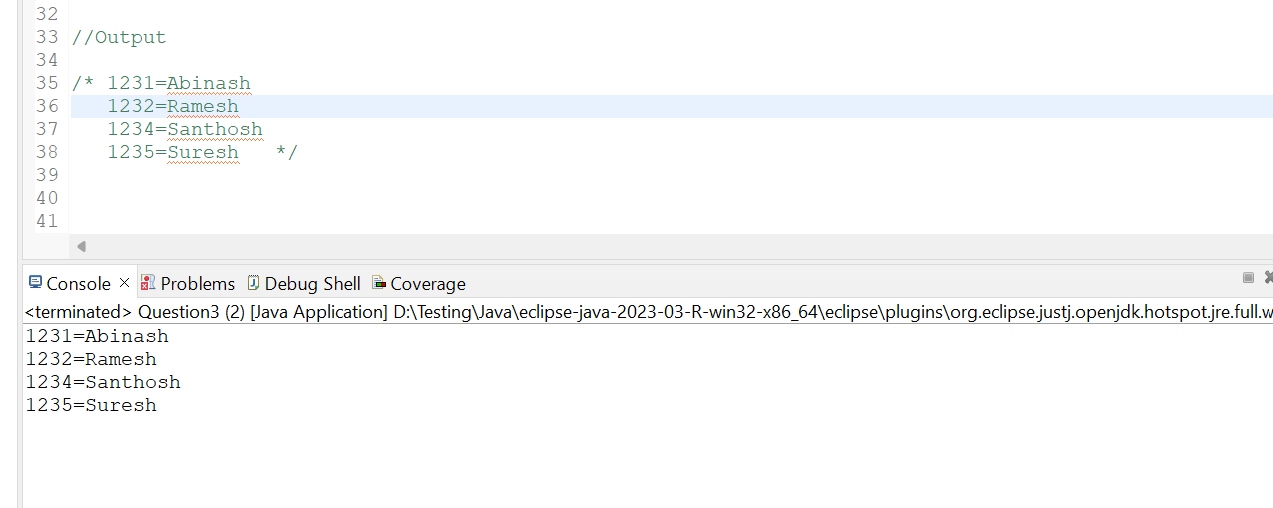 32
33 //Output
34
35 /* 1231=Abinash
36 1232=Ramesh
37 1234=Santhosh
38 1235=Suresh */
39
40
41
Console Problems Debug Shell Coverage
<terminated> Question3 (2) [Java Application] D:\Testing\Java\eclipse-java-2023-03-R-win32-x86_64\eclipse\plugins\org.eclipse.justj.openjdk.hotspot.jre.full.w
1231=Abinash
1232=Ramesh
1234=Santhosh
1235=Suresh